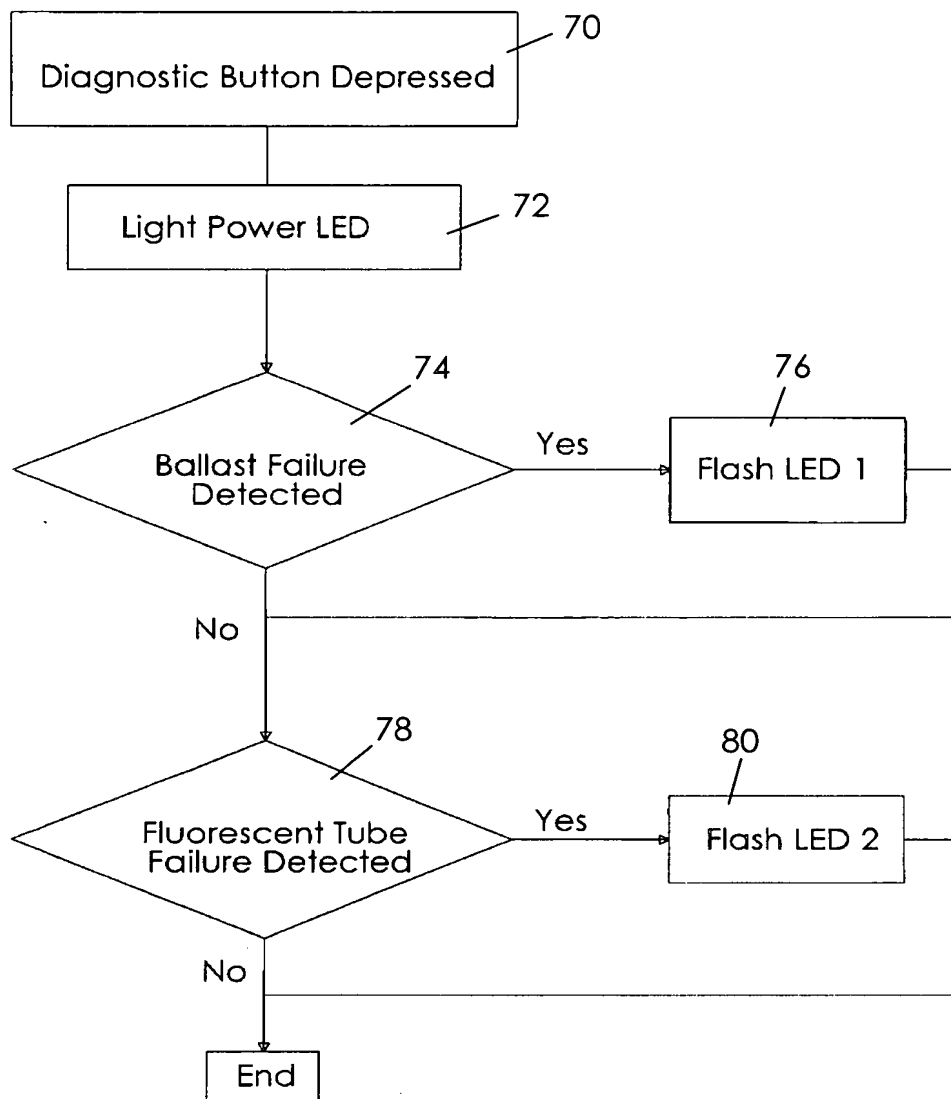 70
Diagnostic Button Depressed
72
Light Power LED
74
Ballast Failure
Detected
Yes
76
Flash LED 1
No
78
Fluorescent Tube
Failure Detected
Yes
80
Flash LED 2
No
End